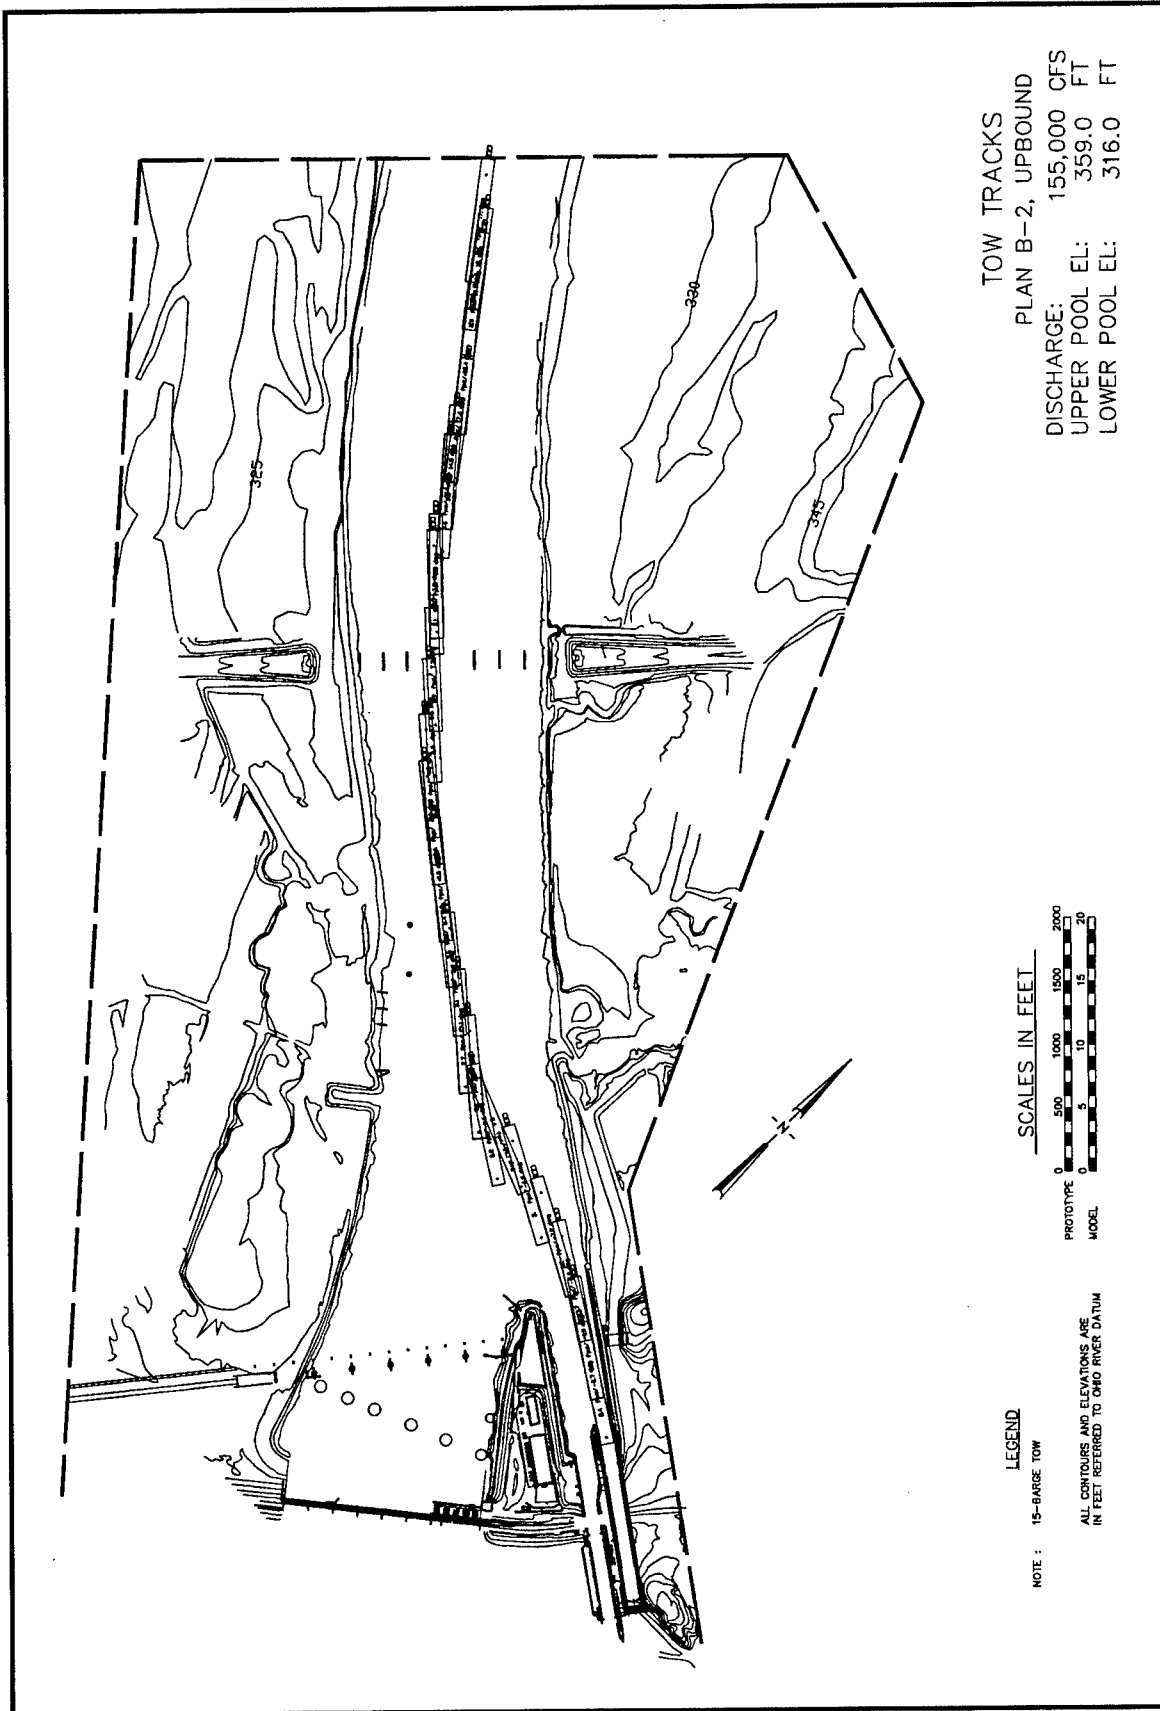 TOW TRACKS
PLAN B-2, UPBOUND
DISCHARGE: 155,000 CFS
UPPER POOL EL: 359.0 FT
LOWER POOL EL: 316.0 FT
325
330
345
N
SCALES IN FEET
PROTOTYPE 0 500 1000 1500 2000
MODEL 0 5 10 15 20
LEGEND
NOTE : 15-BARGE TOW
ALL CONTOURS AND ELEVATIONS ARE
IN FEET REFERRED TO OHIO RIVER DATUM